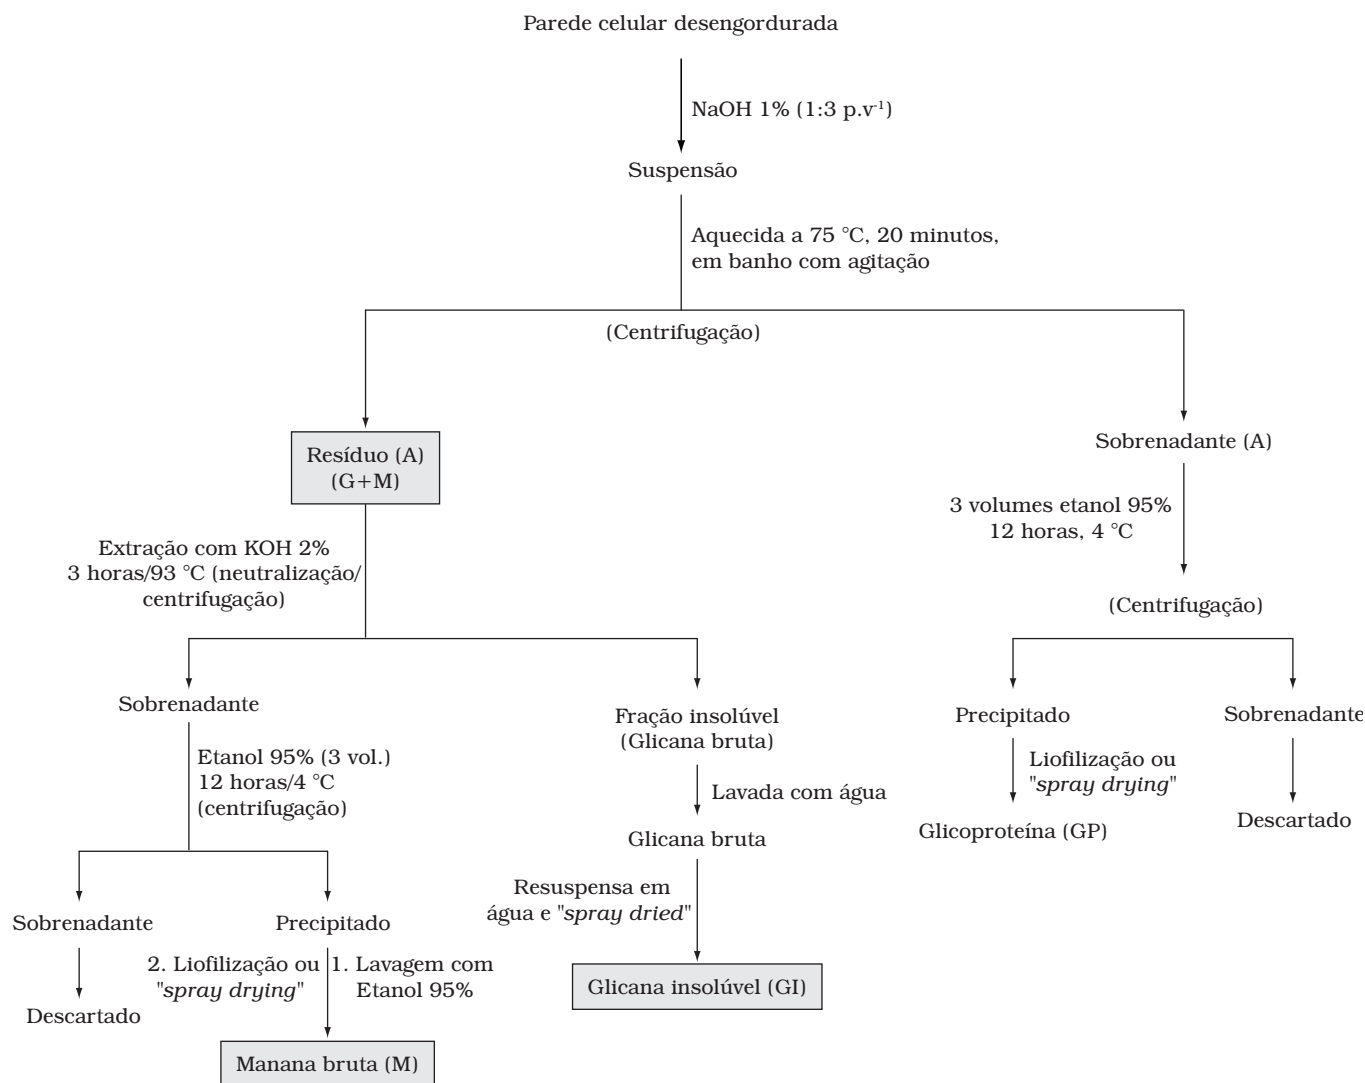 Parede celular desengordurada
NaOH 1% (1:3 p.v⁻¹)
Suspensão
Aquecida a 75 °C, 20 minutos,
em banho com agitação
(Centrifugação)
Resíduo (A)
(G+M)
Sobrenadante (A)
3 volumes etanol 95%
12 horas, 4 °C
(Centrifugação)
Extração com KOH 2%
3 horas/93 °C (neutralização/
centrifugação)
Sobrenadante
Fração insolúvel
(Glicana bruta)
Precipitado
Sobrenadante
Etanol 95% (3 vol.)
12 horas/4 °C
(centrifugação)
Lavada com água
Liofilização ou
"spray drying"
Glicana bruta
Glicoproteína (GP)
Descartado
Sobrenadante
Precipitado
Resuspensa em
água e "spray dried"
2. Liofilização ou
"spray drying"
1. Lavagem com
Etanol 95%
Descartado
Glicana insolúvel (GI)
Manana bruta (M)